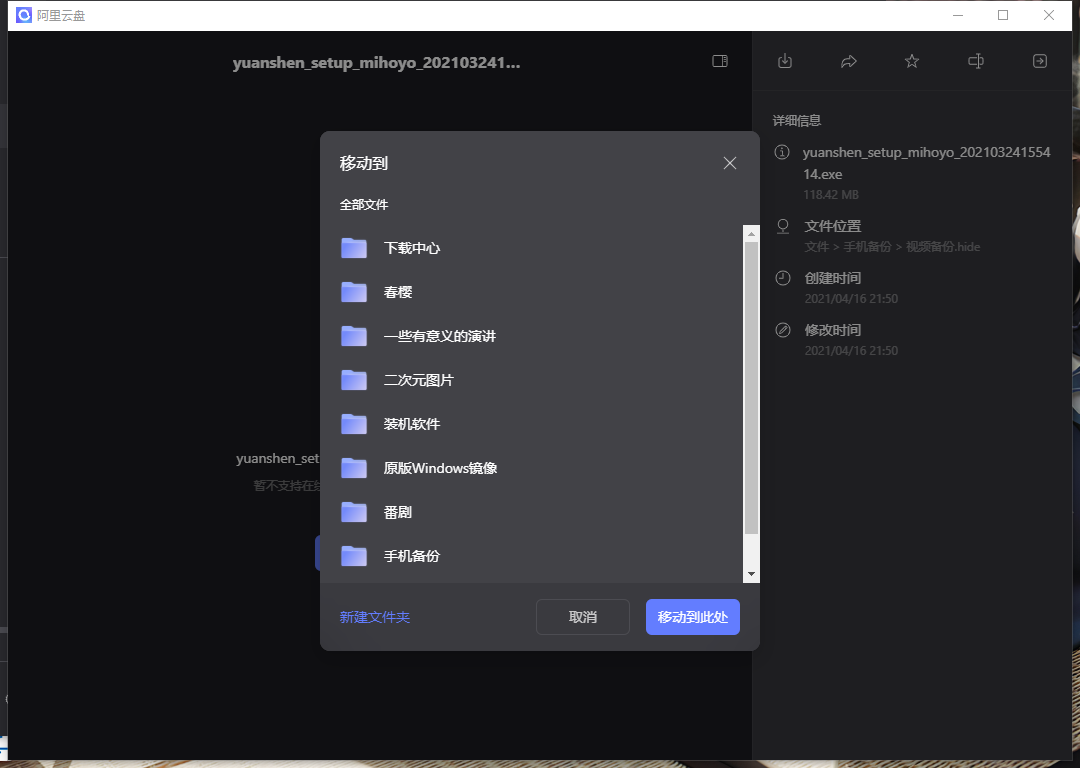 阿里云盘
yuanshen_setup_mihoyo_202103241...
移动到
全部文件
下载中心
春樱
一些有意义的演讲
二次元图片
装机软件
原版Windows镜像
番剧
手机备份
新建文件夹
取消
移动到此处
yuanshen_set
暂不支持在
详细信息
yuanshen_setup_mihoyo_202103241554
14.exe
118.42 MB
文件位置
文件 > 手机备份 > 视频备份.hide
创建时间
2021/04/16 21:50
修改时间
2021/04/16 21:50